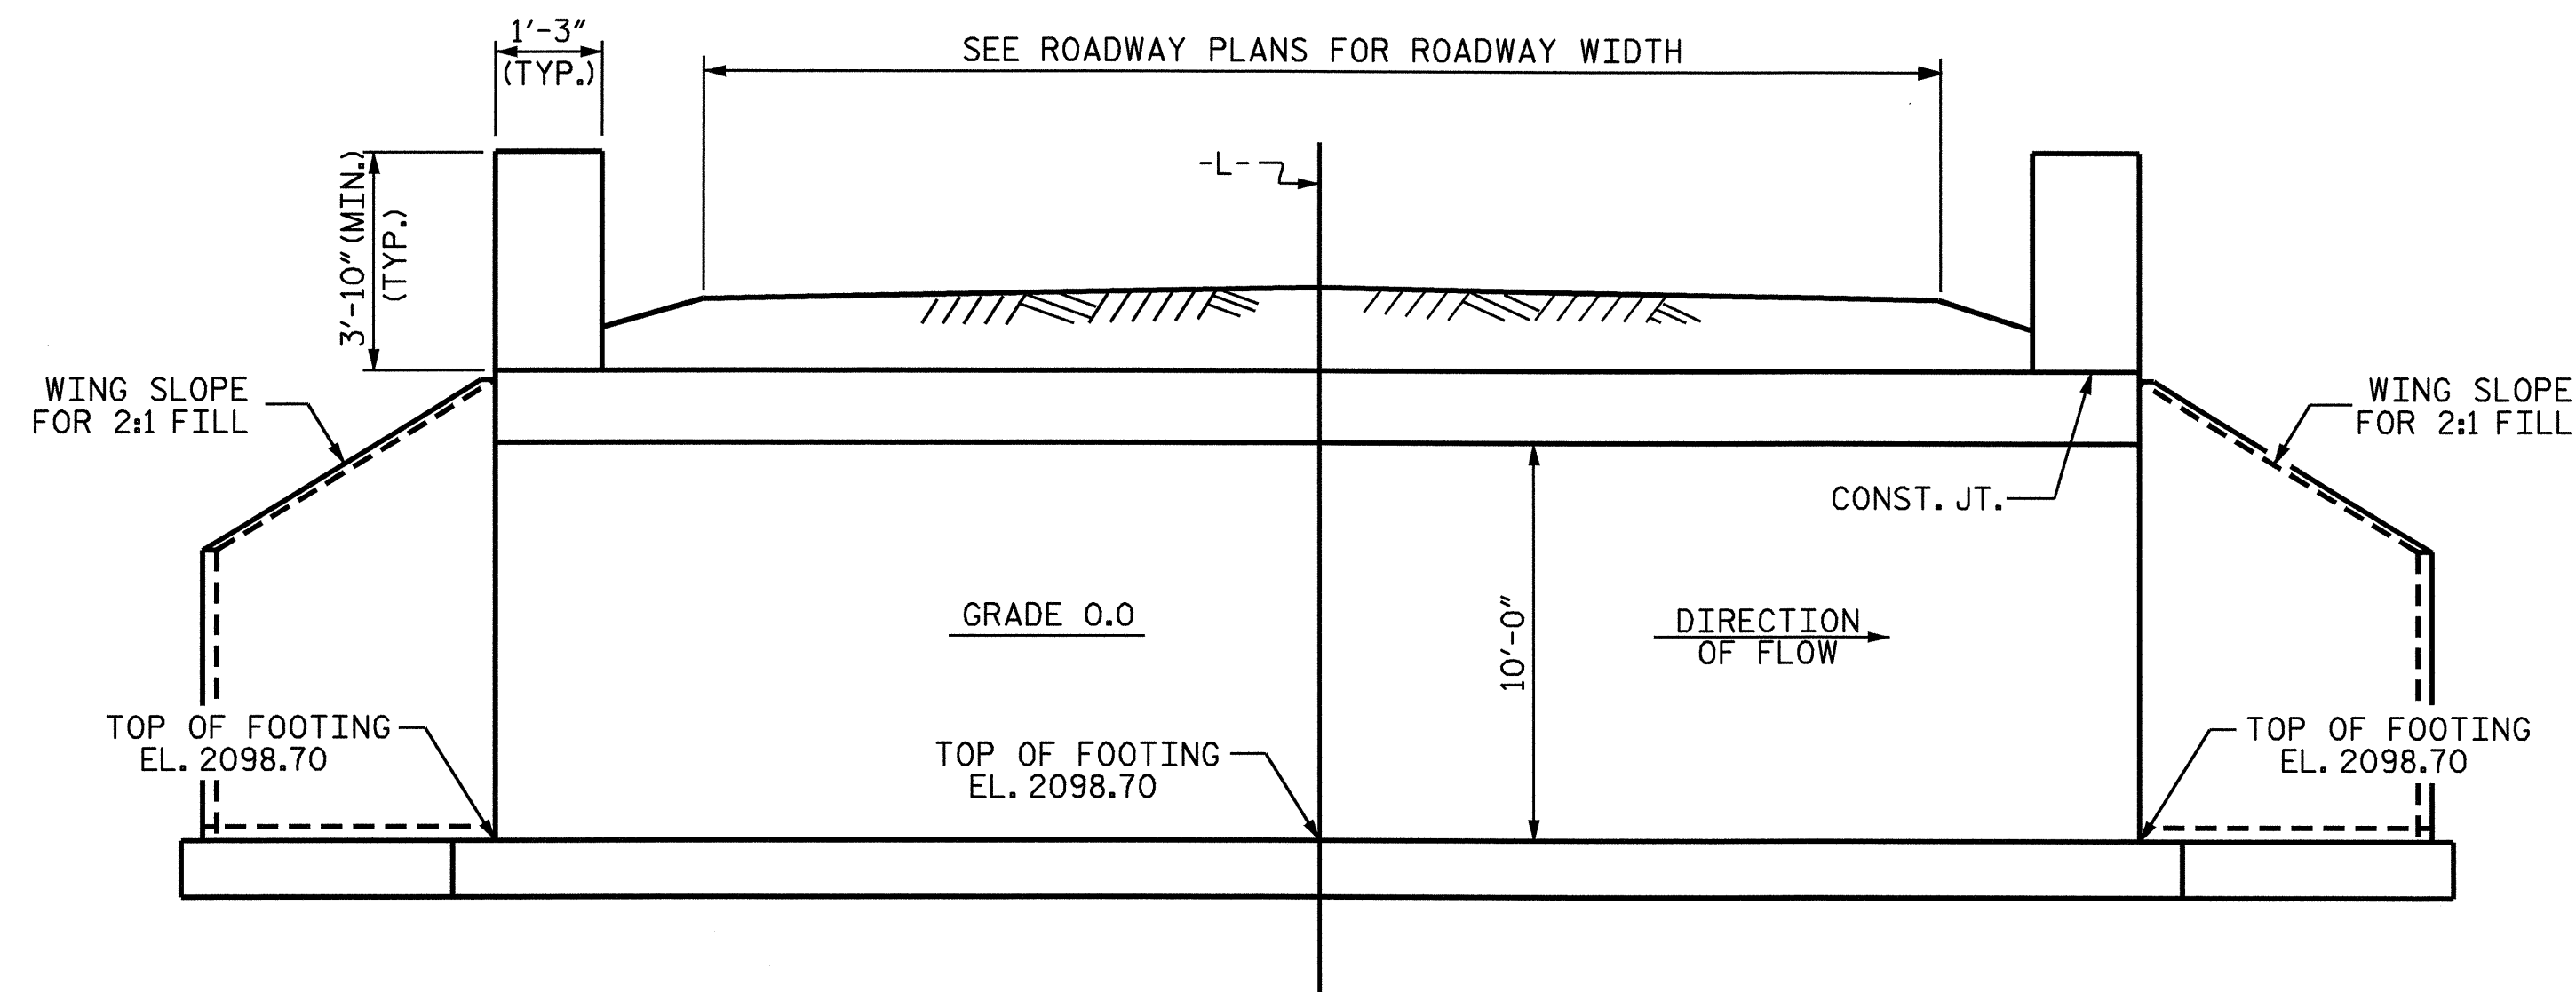 1'-3"
(TYP.)
SEE ROADWAY PLANS FOR ROADWAY WIDTH
-L-
3'-10" (MIN.)
(TYP.)
WING SLOPE
FOR 2:1 FILL
WING SLOPE
FOR 2:1 FILL
CONST. JT.
GRADE 0.0
10'-0"
DIRECTION
OF FLOW
TOP OF FOOTING
EL. 2098.70
TOP OF FOOTING
EL. 2098.70
TOP OF FOOTING
EL. 2098.70